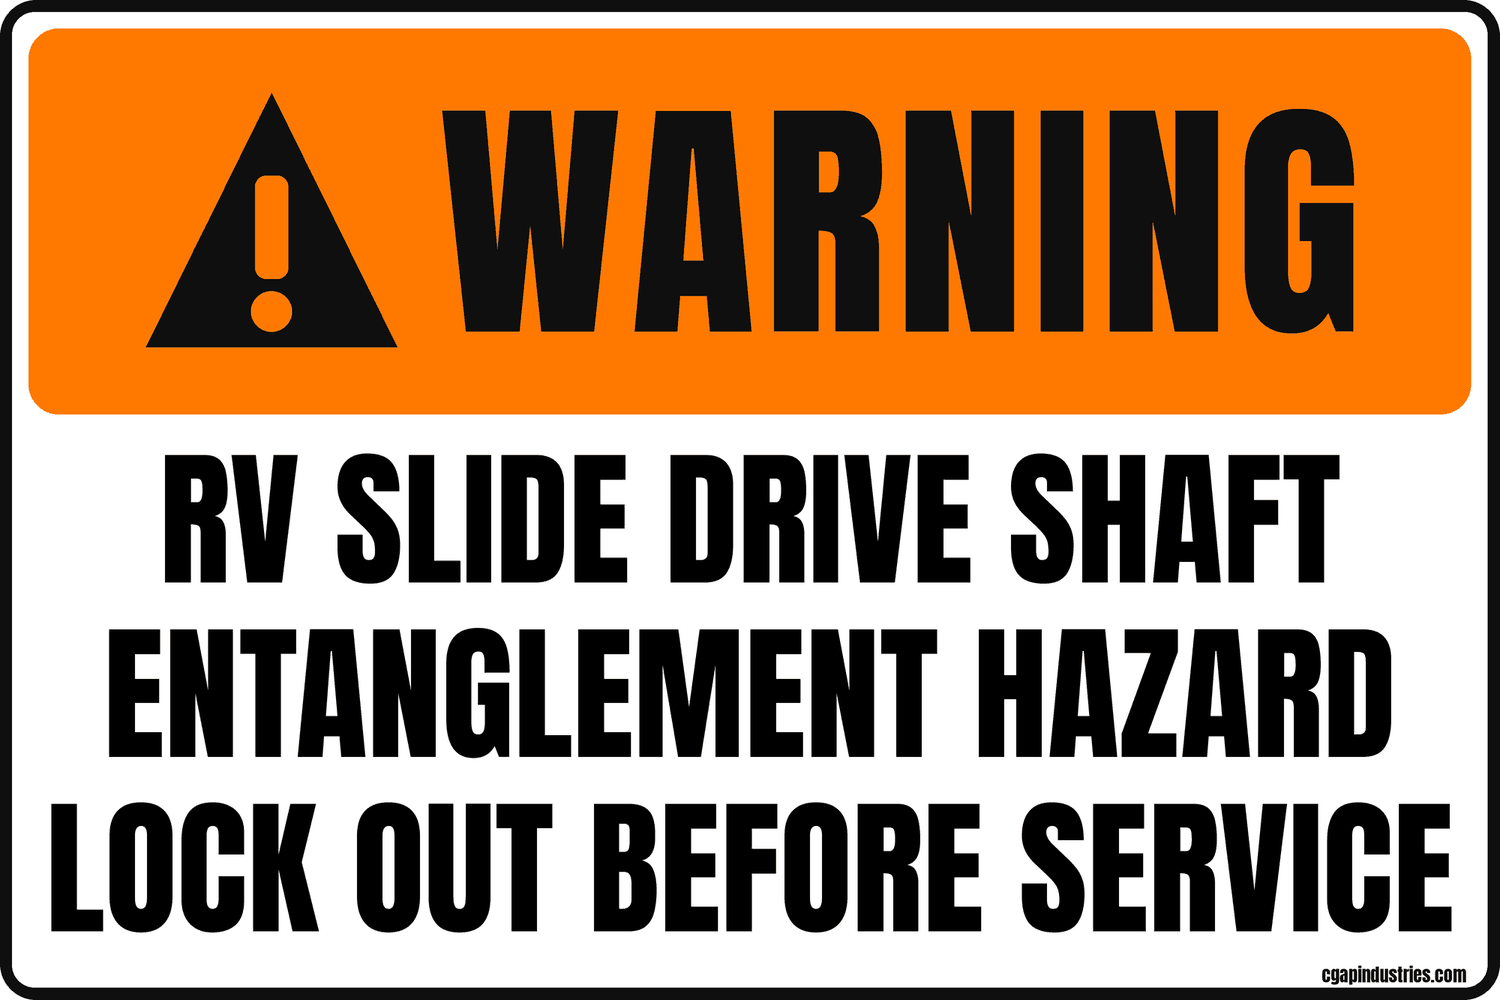 WARNING
RV SLIDE DRIVE SHAFT
ENTANGLEMENT HAZARD
LOCK OUT BEFORE SERVICE
cgapindustries.com